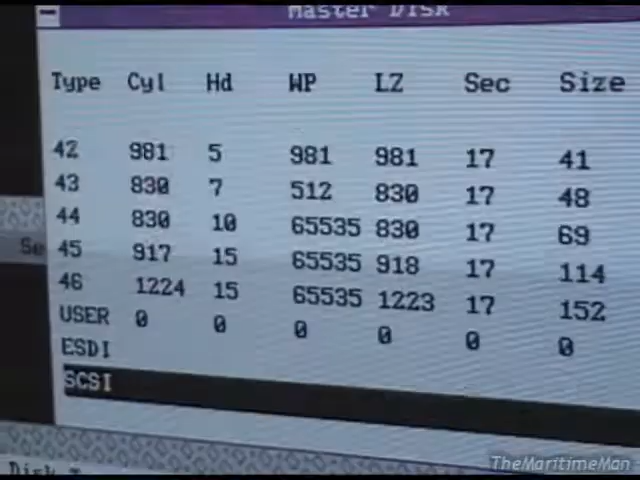 Master Disk
Type Cyl Hd WP LZ Sec Size
42 981 5 981 981 17 41
43 830 7 512 830 17 48
44 830 10 65535 830 17 69
45 917 15 65535 918 17 114
46 1224 15 65535 1223 17 152
USER 0 0 0 0 0 0
ESDI
SCSI
Se
Disk
TheMaritimeMan